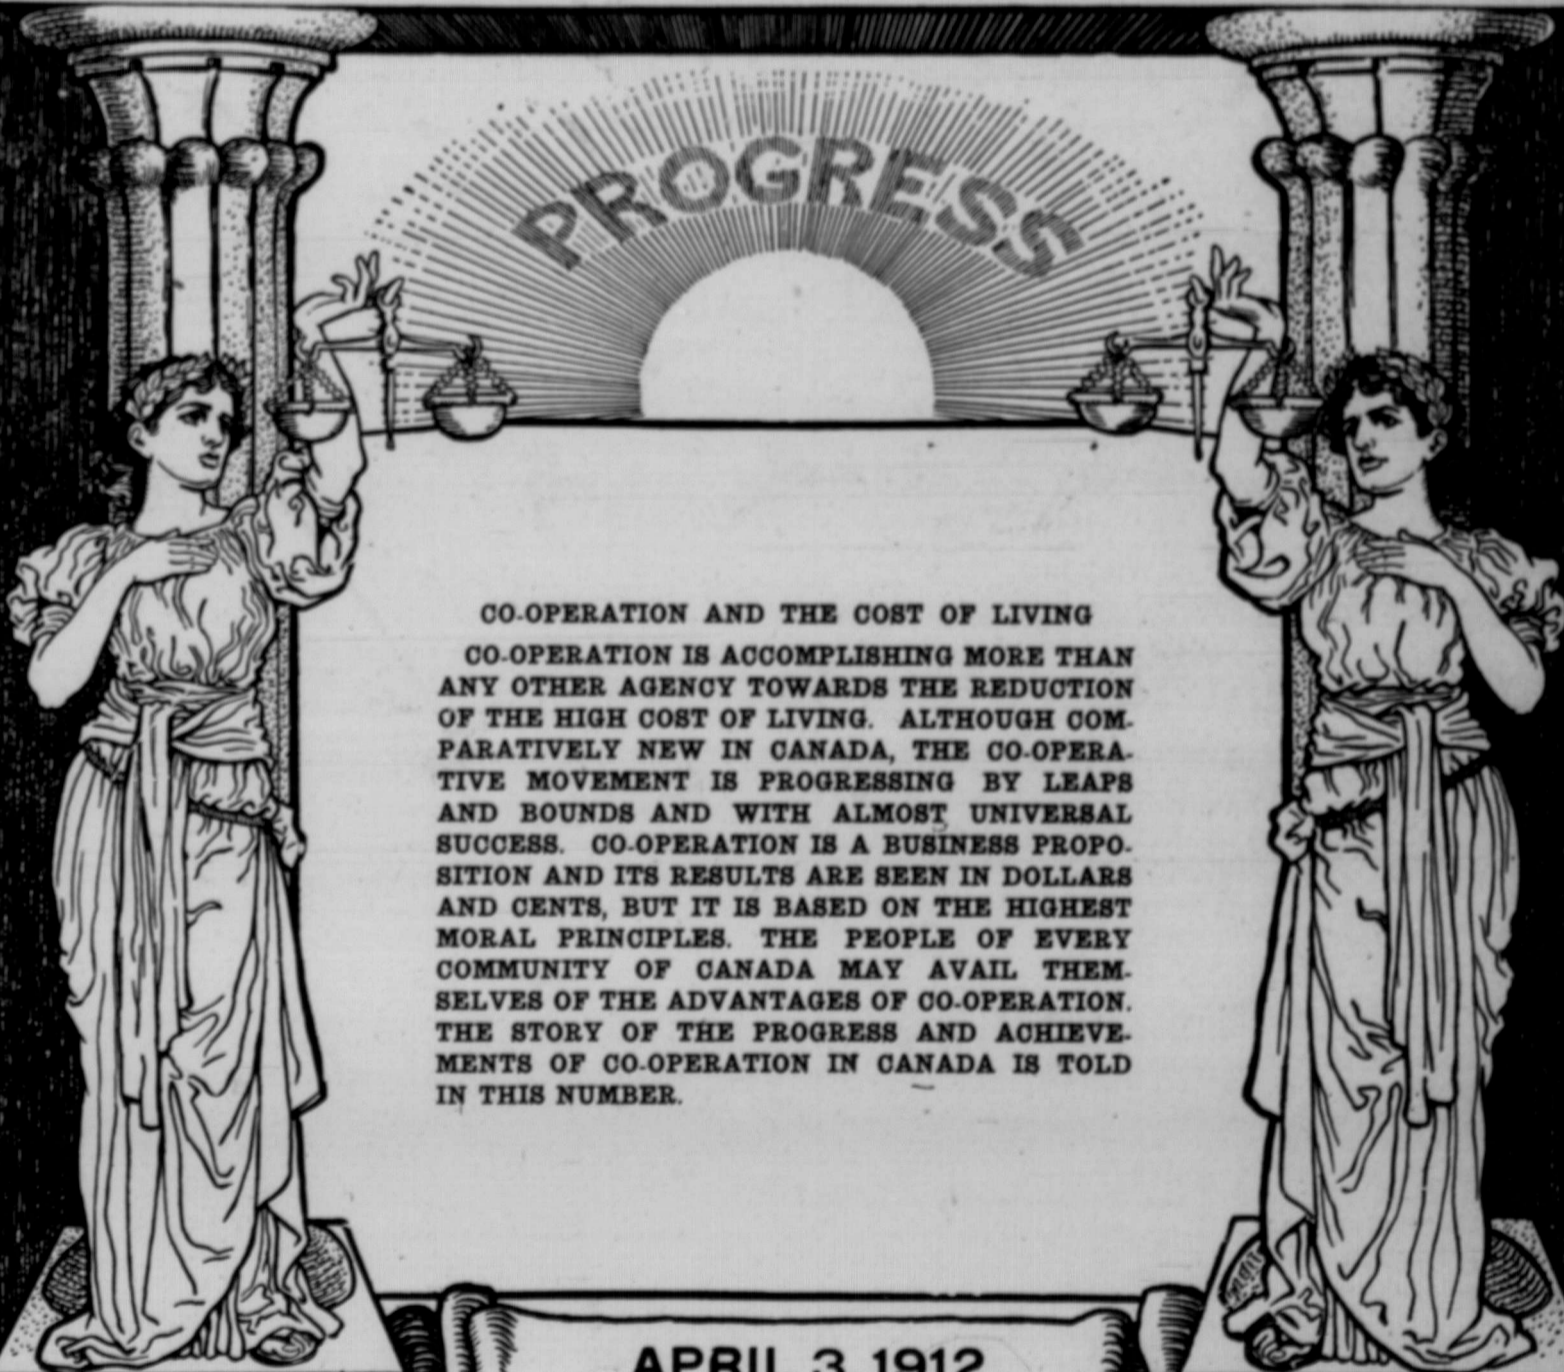 PROGRESS
CO-OPERATION AND THE COST OF LIVING
CO-OPERATION IS ACCOMPLISHING MORE THAN
ANY OTHER AGENCY TOWARDS THE REDUCTION
OF THE HIGH COST OF LIVING. ALTHOUGH COM-
PARATIVELY NEW IN CANADA, THE CO-OPERA-
TIVE MOVEMENT IS PROGRESSING BY LEAPS
AND BOUNDS AND WITH ALMOST UNIVERSAL
SUCCESS. CO-OPERATION IS A BUSINESS PROPO-
SITION AND ITS RESULTS ARE SEEN IN DOLLARS
AND CENTS, BUT IT IS BASED ON THE HIGHEST
MORAL PRINCIPLES. THE PEOPLE OF EVERY
COMMUNITY OF CANADA MAY AVAIL THEM-
SELVES OF THE ADVANTAGES OF CO-OPERATION.
THE STORY OF THE PROGRESS AND ACHIEVE-
MENTS OF CO-OPERATION IN CANADA IS TOLD
IN THIS NUMBER.
APRIL 3, 1912